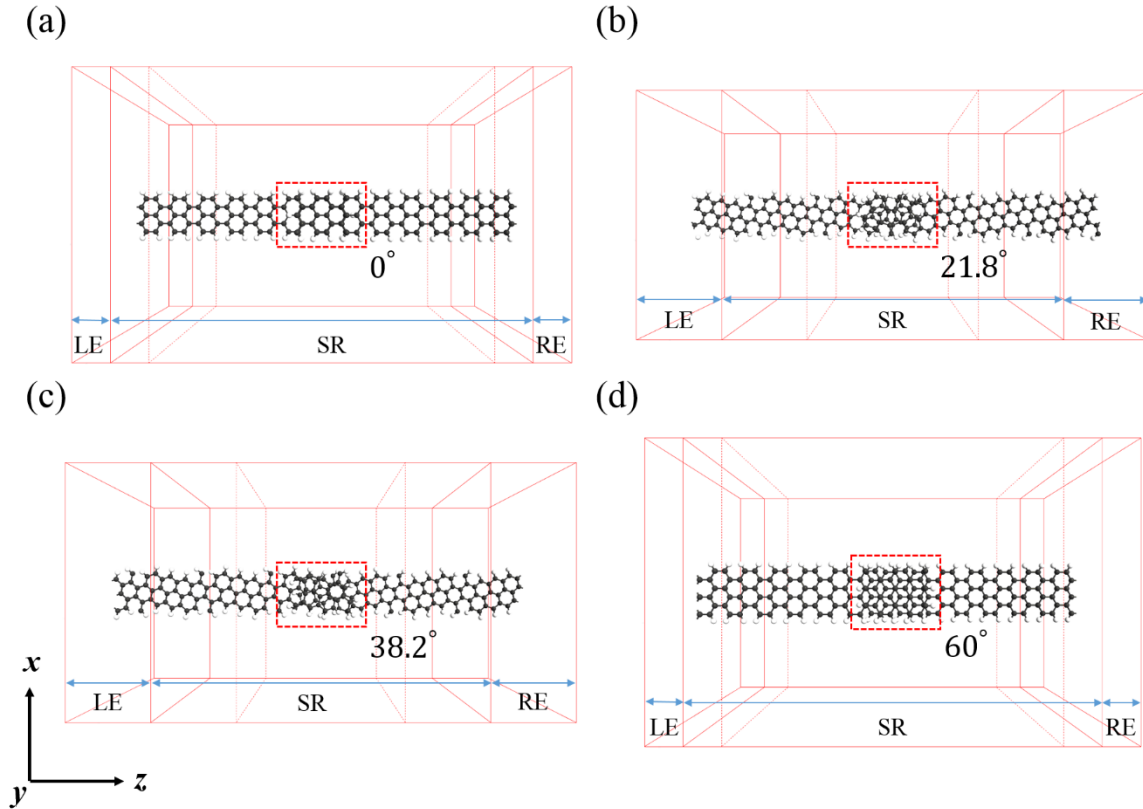 (a)
(b)
0°
21.8°
LE SR RE
LE SR RE
(c)
(d)
38.2°
60°
x
LE SR RE
LE SR RE
y z